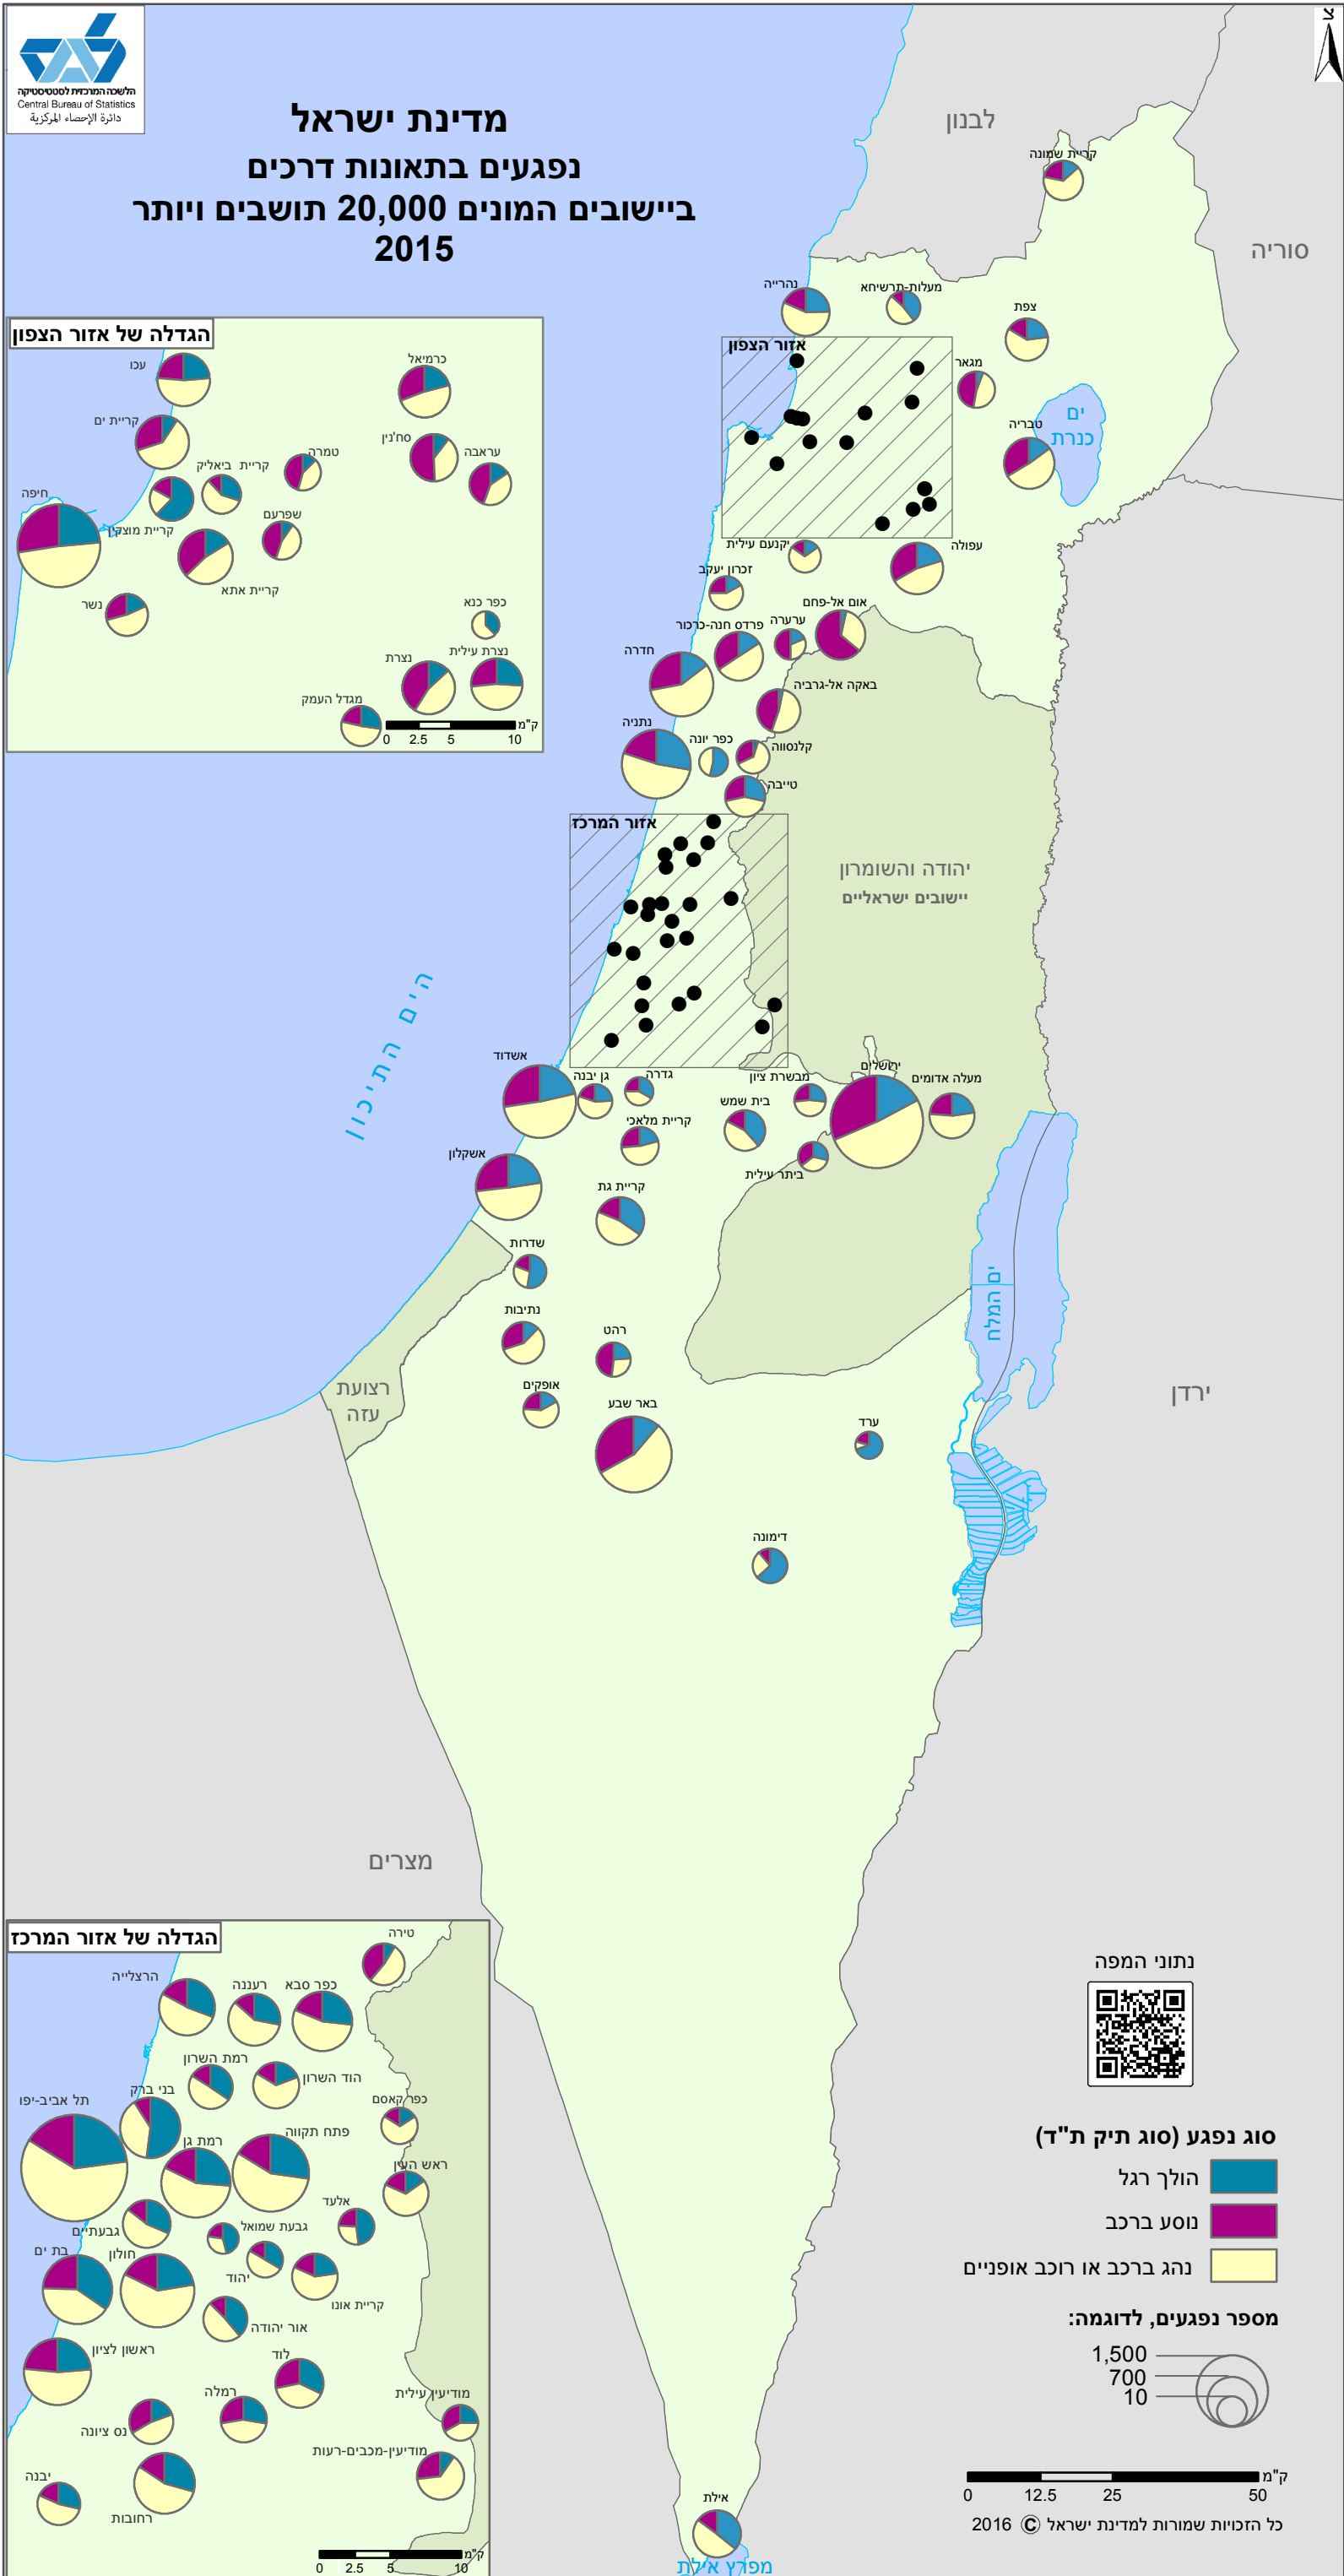 הלשכה המרכזית לסטטיסטיקה
Central Bureau of Statistics
دائرة الإحصاء المركزية
צ
מדינת ישראל
נפגעים בתאונות דרכים
ביישובים המונים 20,000 תושבים ויותר
2015
לבנון
סוריה
קריית שמונה
נהרייה
מעלות-תרשיחא
צפת
אזור הצפון
מגאר
ים
כנרת
טבריה
יקנעם עילית
עפולה
זכרון יעקב
אום אל-פחם
ערערה
פרדס חנה-כרכור
חדרה
באקה אל-גרביה
נתניה
כפר יונה
קלנסווה
טייבה
אזור המרכז
יהודה והשומרון
יישובים ישראליים
הים התיכון
אשדוד
גן יבנה
גדרה
מבשרת ציון
ירושלים
מעלה אדומים
בית שמש
קריית מלאכי
אשקלון
ביתר עילית
קריית גת
שדרות
ים המלח
נתיבות
רהט
רצועת
עזה
אופקים
באר שבע
ערד
ירדן
דימונה
מצרים
אילת
מפרץ אילת
הגדלה של אזור הצפון
עכו
כרמיאל
קריית ים
סח'נין
טמרה
עראבה
קריית ביאליק
חיפה
קריית מוצקין
שפרעם
קריית אתא
נשר
כפר כנא
נצרת
נצרת עילית
מגדל העמק
ק"מ
0 2.5 5 10
הגדלה של אזור המרכז
טירה
הרצלייה
רעננה
כפר סבא
רמת השרון
הוד השרון
בני ברק
תל אביב-יפו
כפר קאסם
פתח תקווה
רמת גן
ראש העין
אלעד
גבעתיים
גבעת שמואל
בת ים
חולון
יהוד
קריית אונו
אור יהודה
ראשון לציון
לוד
רמלה
מודיעין עילית
נס ציונה
מודיעין-מכבים-רעות
יבנה
רחובות
ק"מ
0 2.5 5 10
נתוני המפה
סוג נפגע (סוג תיק ת"ד)
הולך רגל
נוסע ברכב
נהג ברכב או רוכב אופניים
מספר נפגעים, לדוגמה:
1,500
700
10
ק"מ
0 12.5 25 50
כל הזכויות שמורות למדינת ישראל © 2016